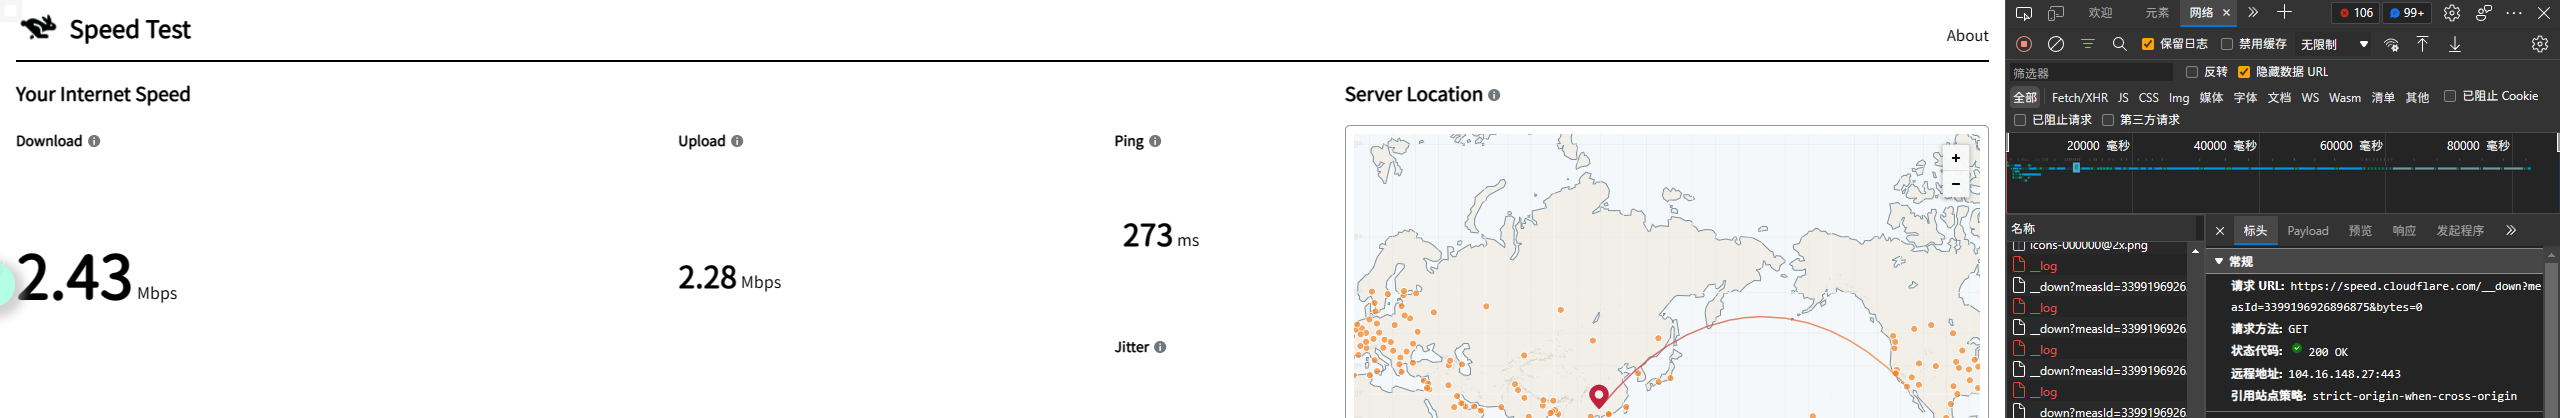 Speed Test
About
Your Internet Speed
Download
Upload
Ping
2.43 Mbps
2.28 Mbps
273 ms
Jitter
Server Location
+
−
欢迎
元素
网络
106
99+
保留日志
禁用缓存
无限制
筛选器
反转
隐藏数据 URL
全部
Fetch/XHR JS CSS Img 媒体 字体 文档 WS Wasm 清单 其他
已阻止 Cookie
已阻止请求
第三方请求
20000 毫秒
40000 毫秒
60000 毫秒
80000 毫秒
名称
icons-000000@2x.png
__log
__down?measId=3399196926
__log
__down?measId=3399196926
__log
__down?measId=3399196926
__log
__down?measId=3399196926
标头
Payload
预览
响应
发起程序
常规
请求 URL: https://speed.cloudflare.com/__down?me
asId=3399196926896875&bytes=0
请求方法: GET
状态代码: 200 OK
远程地址: 104.16.148.27:443
引用站点策略: strict-origin-when-cross-origin